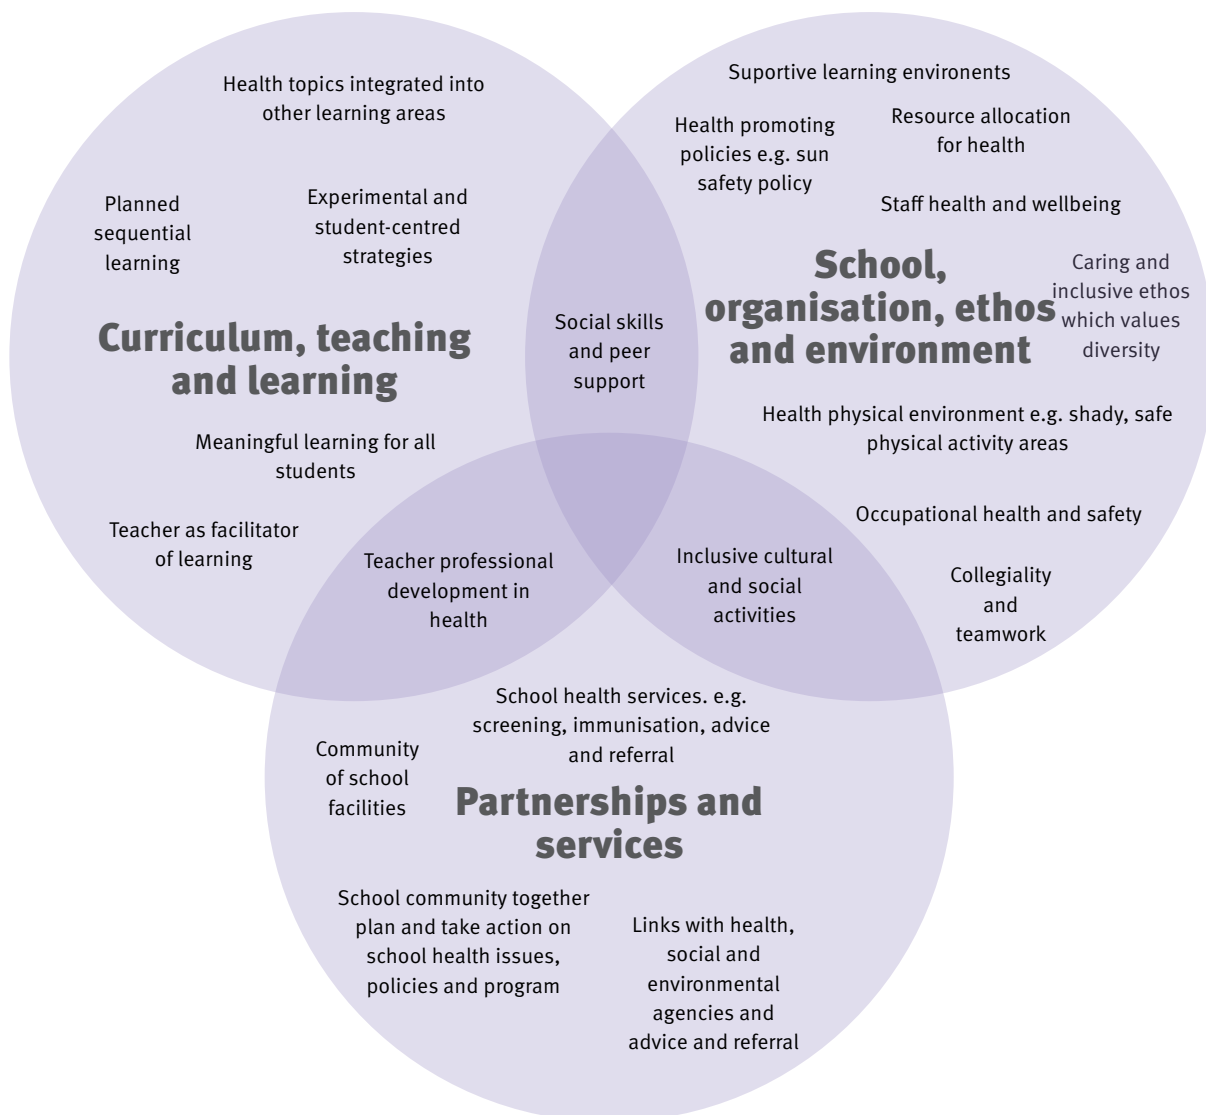 Health topics integrated into
other learning areas
Planned
sequential
learning
Experimental and
student-centred
strategies
Curriculum, teaching
and learning
Meaningful learning for all
students
Teacher as facilitator
of learning
Social skills
and peer
support
Suportive learning environents
Health promoting
policies e.g. sun
safety policy
Resource allocation
for health
Staff health and wellbeing
School,
organisation, ethos
and environment
Caring and
inclusive ethos
which values
diversity
Health physical environment e.g. shady, safe
physical activity areas
Occupational health and safety
Collegiality
and
teamwork
Teacher professional
development in
health
Inclusive cultural
and social
activities
School health services. e.g.
screening, immunisation, advice
and referral
Community
of school
facilities
Partnerships and
services
School community together
plan and take action on
school health issues,
policies and program
Links with health,
social and
environmental
agencies and
advice and referral